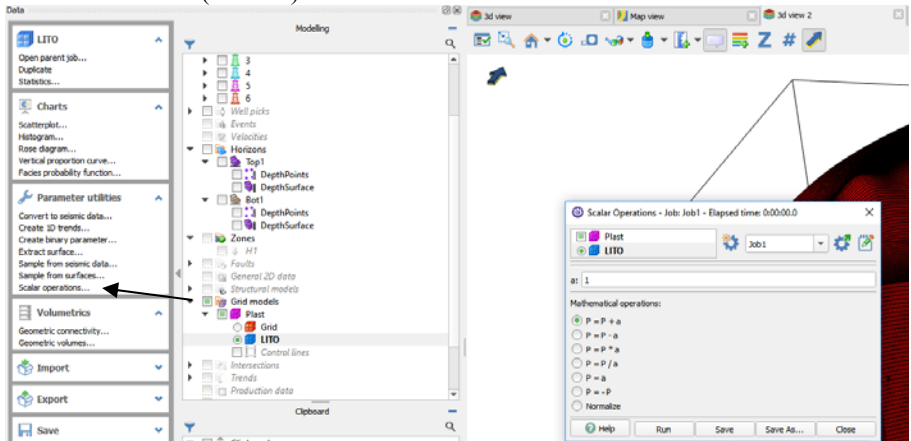 Data
LITO
Open parent job...
Duplicate
Statistics...
Charts
Scatterplot...
Histogram...
Rose diagram...
Vertical proportion curve...
Facies probability function...
Parameter utilities
Convert to seismic data...
Create 1D trends...
Create binary parameter...
Extract surface...
Sample from seismic data...
Sample from surfaces...
Scalar operations...
Volumetrics
Geometric connectivity...
Geometric volumes...
Import
Export
Save
Modelling
3
4
5
6
Well picks
Events
Velocities
Horizons
Top1
DepthPoints
DepthSurface
Bot1
DepthPoints
DepthSurface
Zones
H1
Faults
General 2D data
Structural models
Grid models
Plast
Grid
LITO
Control lines
Intersections
Trends
Production data
Clipboard
3d view
Map view
3d view 2
Scalar Operations - Job: Job1 - Elapsed time: 0:00:00.0
Plast
LITO
Job1
a: 1
Mathematical operations:
P = P + a
P = P - a
P = P * a
P = P / a
P = a
P = - P
Normalize
Help
Run
Save
Save As...
Close